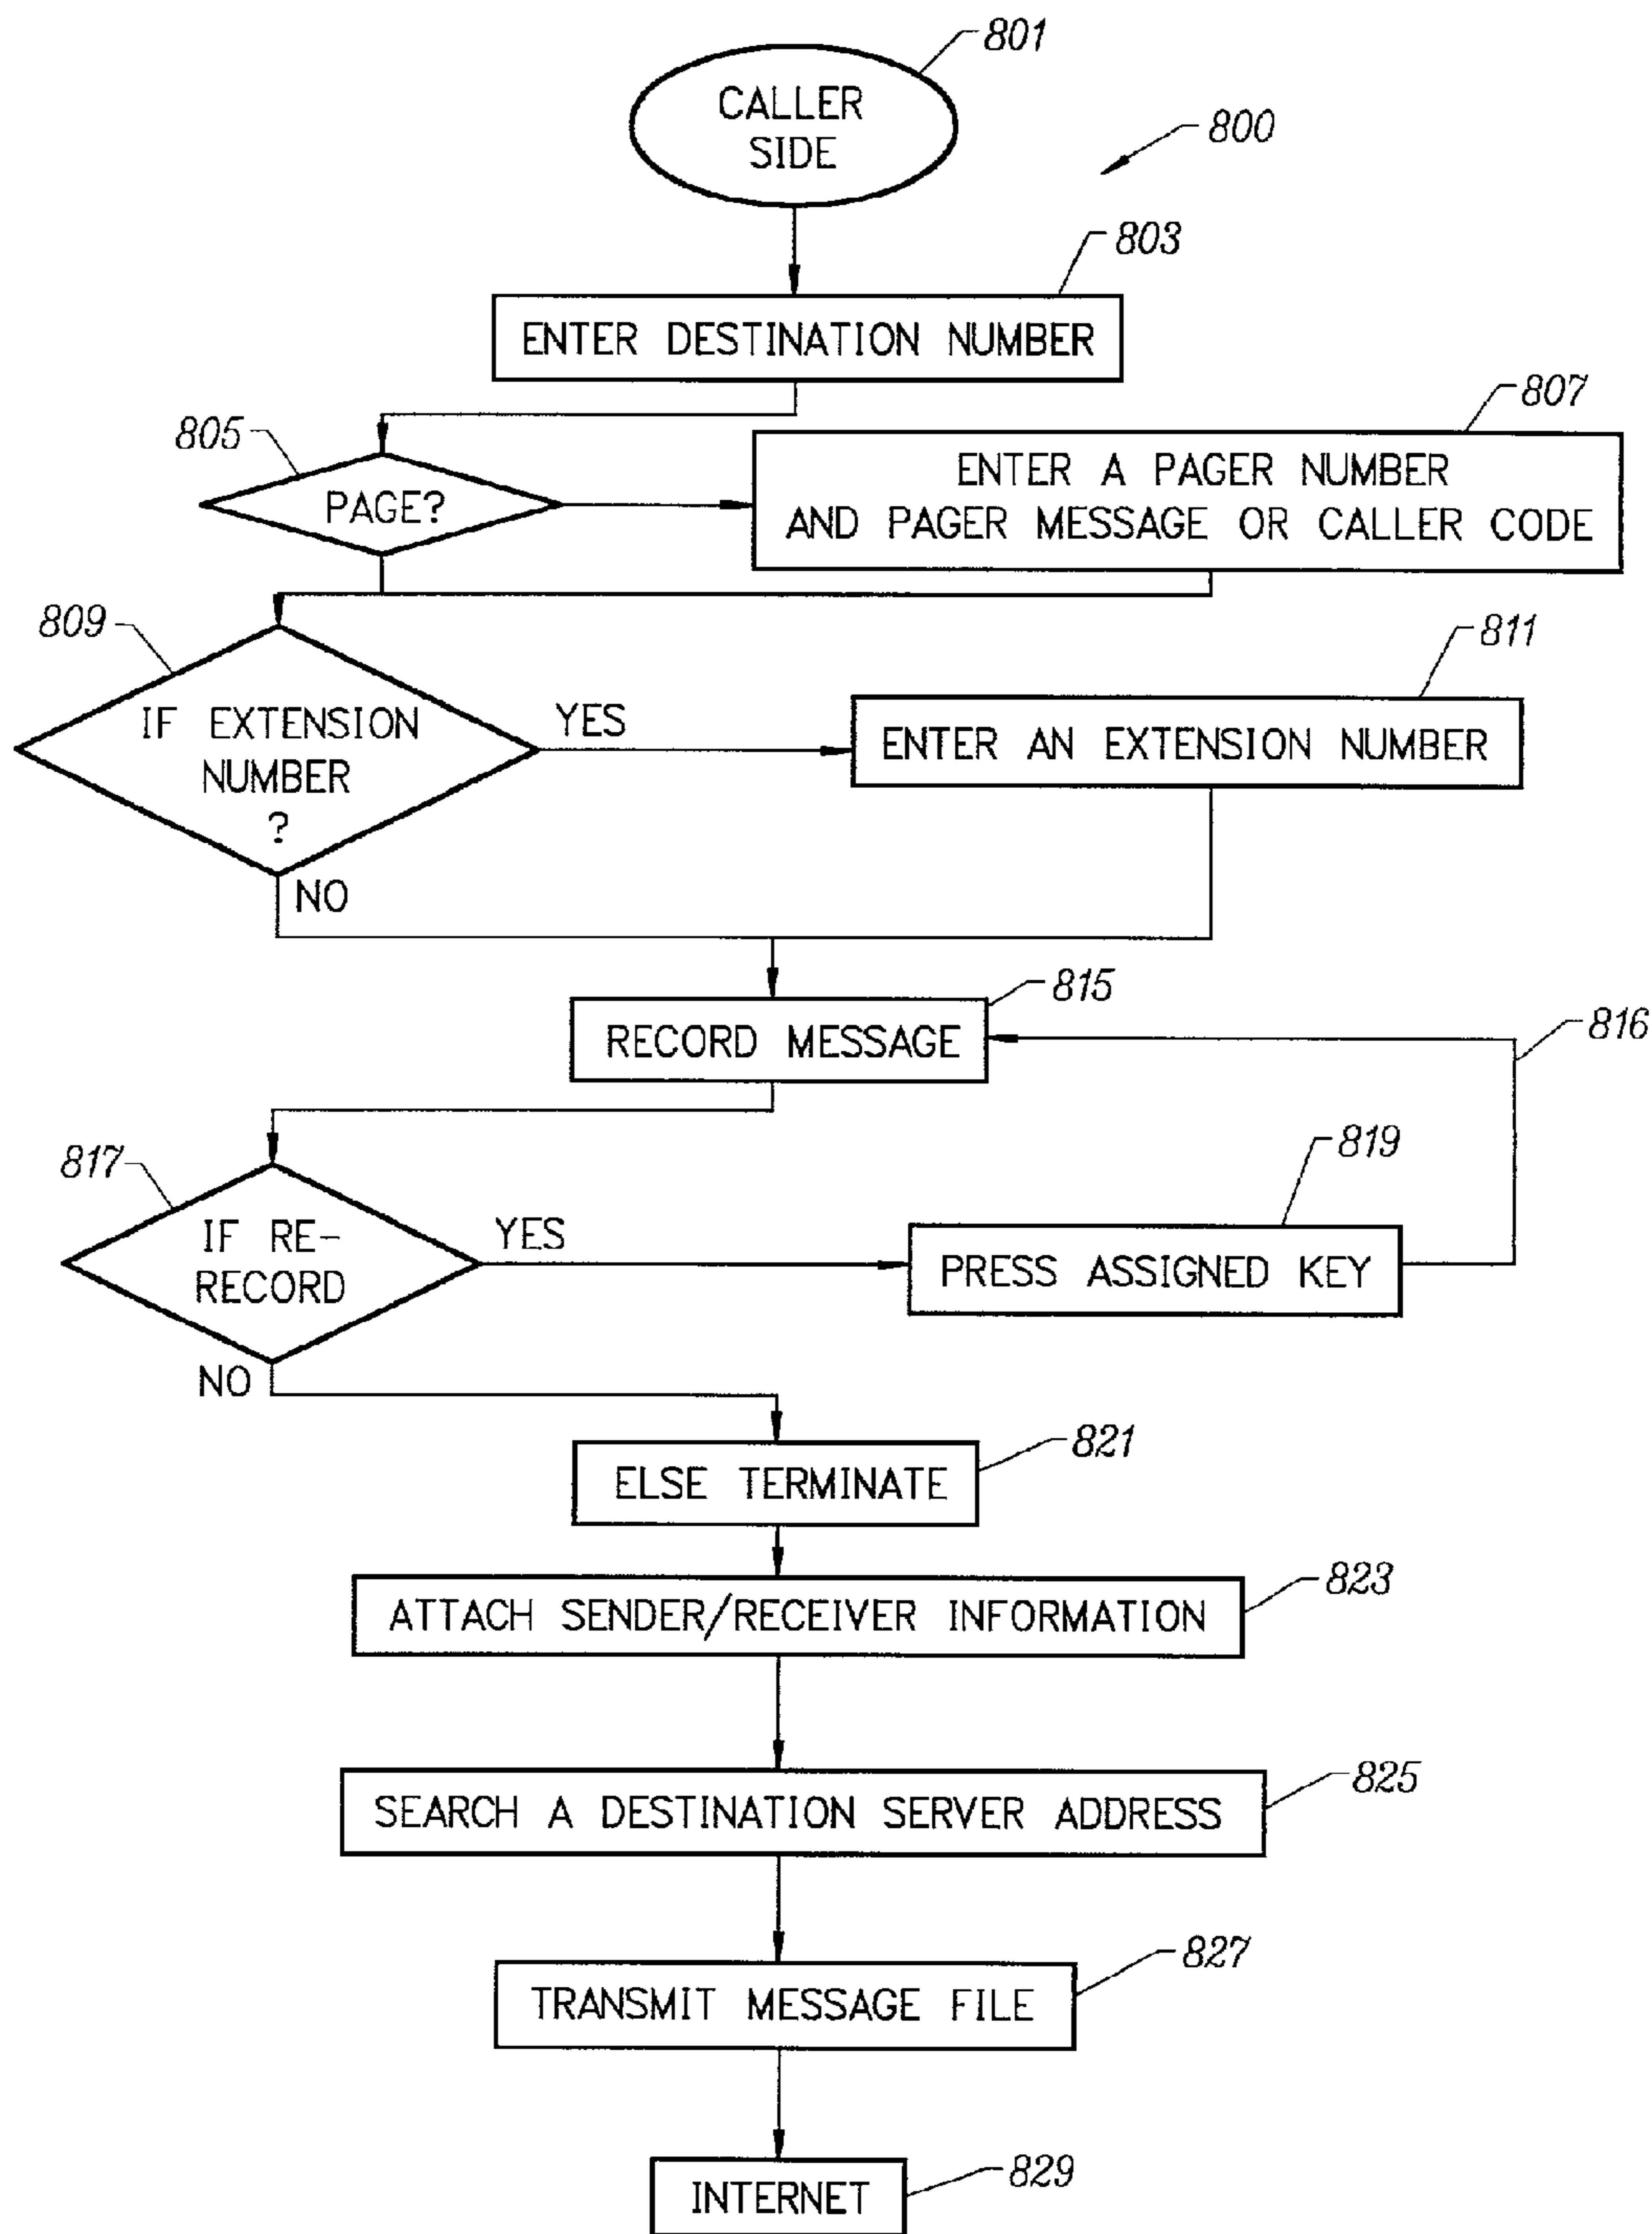 801
CALLER
SIDE
800
803
ENTER DESTINATION NUMBER
807
805
PAGE?
ENTER A PAGER NUMBER
AND PAGER MESSAGE OR CALLER CODE
809
811
IF EXTENSION
NUMBER
?
YES
ENTER AN EXTENSION NUMBER
NO
815
RECORD MESSAGE
816
817
819
IF RE-
RECORD
YES
PRESS ASSIGNED KEY
NO
821
ELSE TERMINATE
823
ATTACH SENDER/RECEIVER INFORMATION
825
SEARCH A DESTINATION SERVER ADDRESS
827
TRANSMIT MESSAGE FILE
829
INTERNET